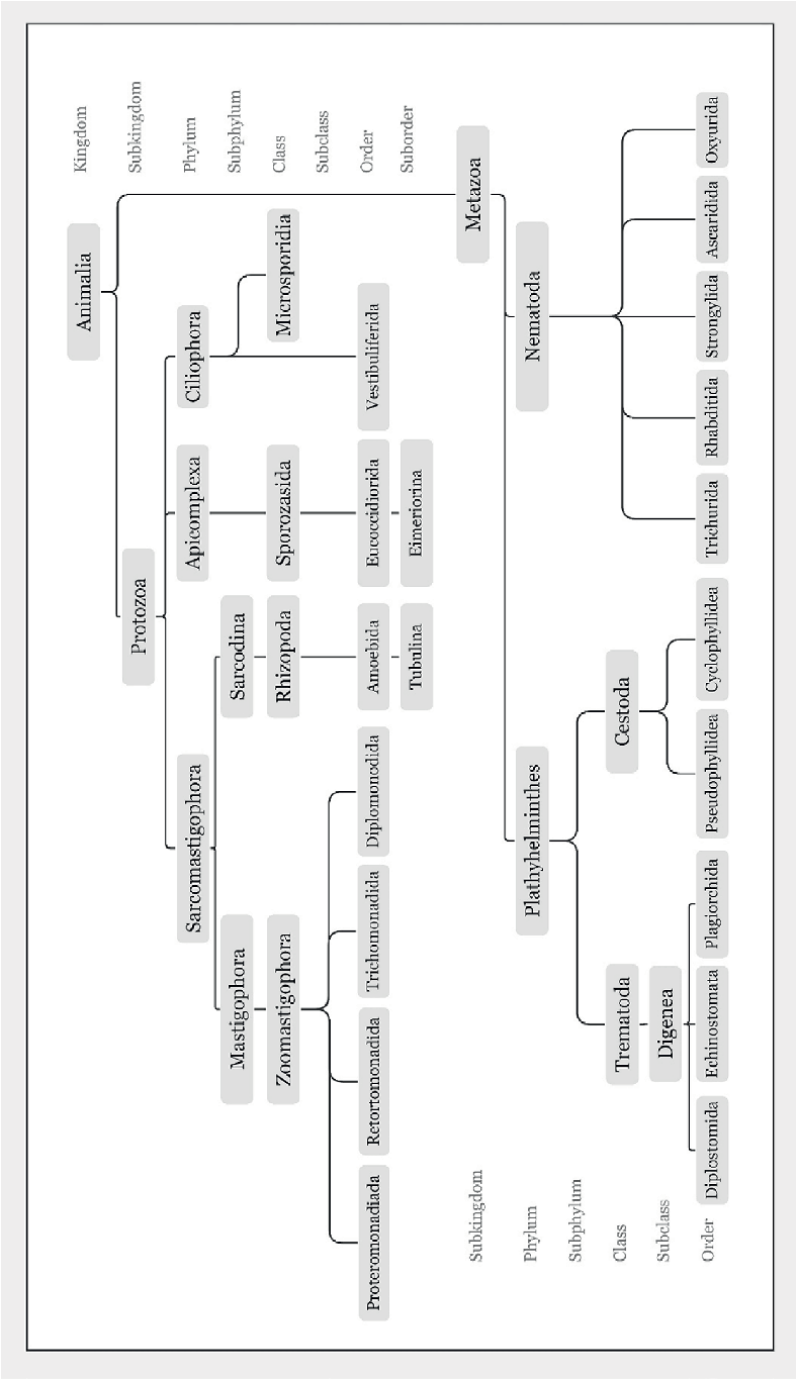 Animalia
Kingdom
Protozoa
Subkingdom
Sarcomastigophora
Apicomplexa
Ciliophora
Phylum
Mastigophora
Sarcodina
Subphylum
Zoomastigophora
Rhizopoda
Sporozasida
Microsporidia
Class
Subclass
Proteromonadiada
Retortomonadida
Trichomonadida
Diplomonodida
Amoebida
Eucoccidiorida
Vestibuliferida
Order
Tubulina
Eimeriorina
Suborder
Subkingdom
Metazoa
Phylum
Plathyhelminthes
Nematoda
Subphylum
Class
Trematoda
Cestoda
Subclass
Digenea
Order
Diplostomida
Echinostomata
Plagiorchida
Pseudophyllidea
Cyclophyllidea
Trichurida
Rhabditida
Strongylida
Ascaridida
Oxyurida